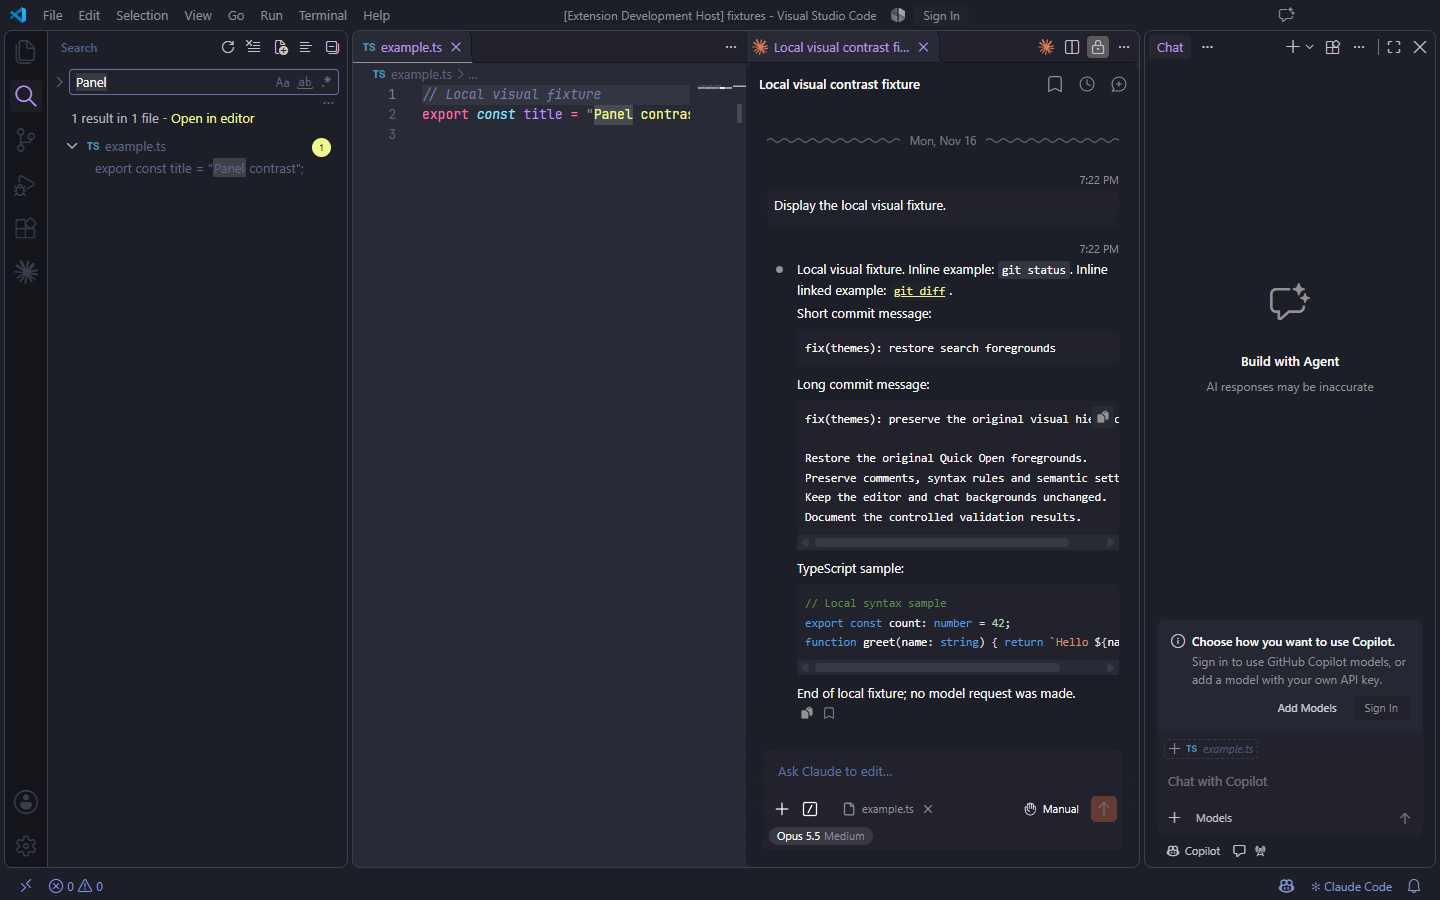 File Edit Selection View Go Run Terminal Help
[Extension Development Host] fixtures - Visual Studio Code
Sign In
Search
Panel
Aa ab .*
1 result in 1 file - Open in editor
TS example.ts
1
export const title = "Panel contrast";
TS example.ts
TS example.ts > ...
1 // Local visual fixture
2 export const title = "Panel contras
3
Local visual contrast fi...
Local visual contrast fixture
Mon, Nov 16
7:22 PM
Display the local visual fixture.
7:22 PM
Local visual fixture. Inline example: git status. Inline
linked example: git diff.
Short commit message:
fix(themes): restore search foregrounds
Long commit message:
fix(themes): preserve the original visual hie
Restore the original Quick Open foregrounds.
Preserve comments, syntax rules and semantic sett
Keep the editor and chat backgrounds unchanged.
Document the controlled validation results.
TypeScript sample:
// Local syntax sample
export const count: number = 42;
function greet(name: string) { return `Hello ${na
End of local fixture; no model request was made.
Ask Claude to edit...
/
example.ts
Manual
Opus 5.5 Medium
Chat
Build with Agent
AI responses may be inaccurate
Choose how you want to use Copilot.
Sign in to use GitHub Copilot models, or
add a model with your own API key.
Add Models Sign In
TS example.ts
Chat with Copilot
Models
Copilot
0 0
Claude Code